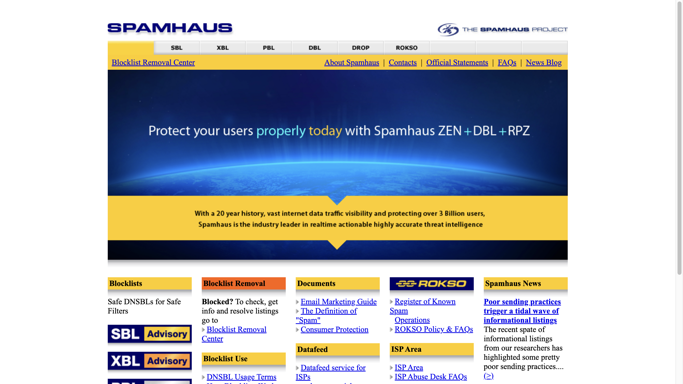 SPAMHAUS
THE SPAMHAUS PROJECT
SBL XBL PBL DBL DROP ROKSO
Blocklist Removal Center
About Spamhaus | Contacts | Official Statements | FAQs | News Blog
Protect your users properly today with Spamhaus ZEN+DBL+RPZ
With a 20 year history, vast internet data traffic visibility and protecting over 3 Billion users,
Spamhaus is the industry leader in realtime actionable highly accurate threat intelligence
Blocklists
Safe DNSBLs for Safe
Filters
SBL Advisory
XBL Advisory
Blocklist Removal
Blocked? To check, get
info and resolve listings
go to
Blocklist Removal
Center
Blocklist Use
DNSBL Usage Terms
Documents
Email Marketing Guide
The Definition of
"Spam"
Consumer Protection
Datafeed
Datafeed service for
ISPs
ROKSO
Register of Known
Spam
Operations
ROKSO Policy & FAQs
ISP Area
ISP Area
ISP Abuse Desk FAQs
Spamhaus News
Poor sending practices
trigger a tidal wave of
informational listings
The recent spate of
informational listings
from our researchers has
highlighted some pretty
poor sending practices....
(>)